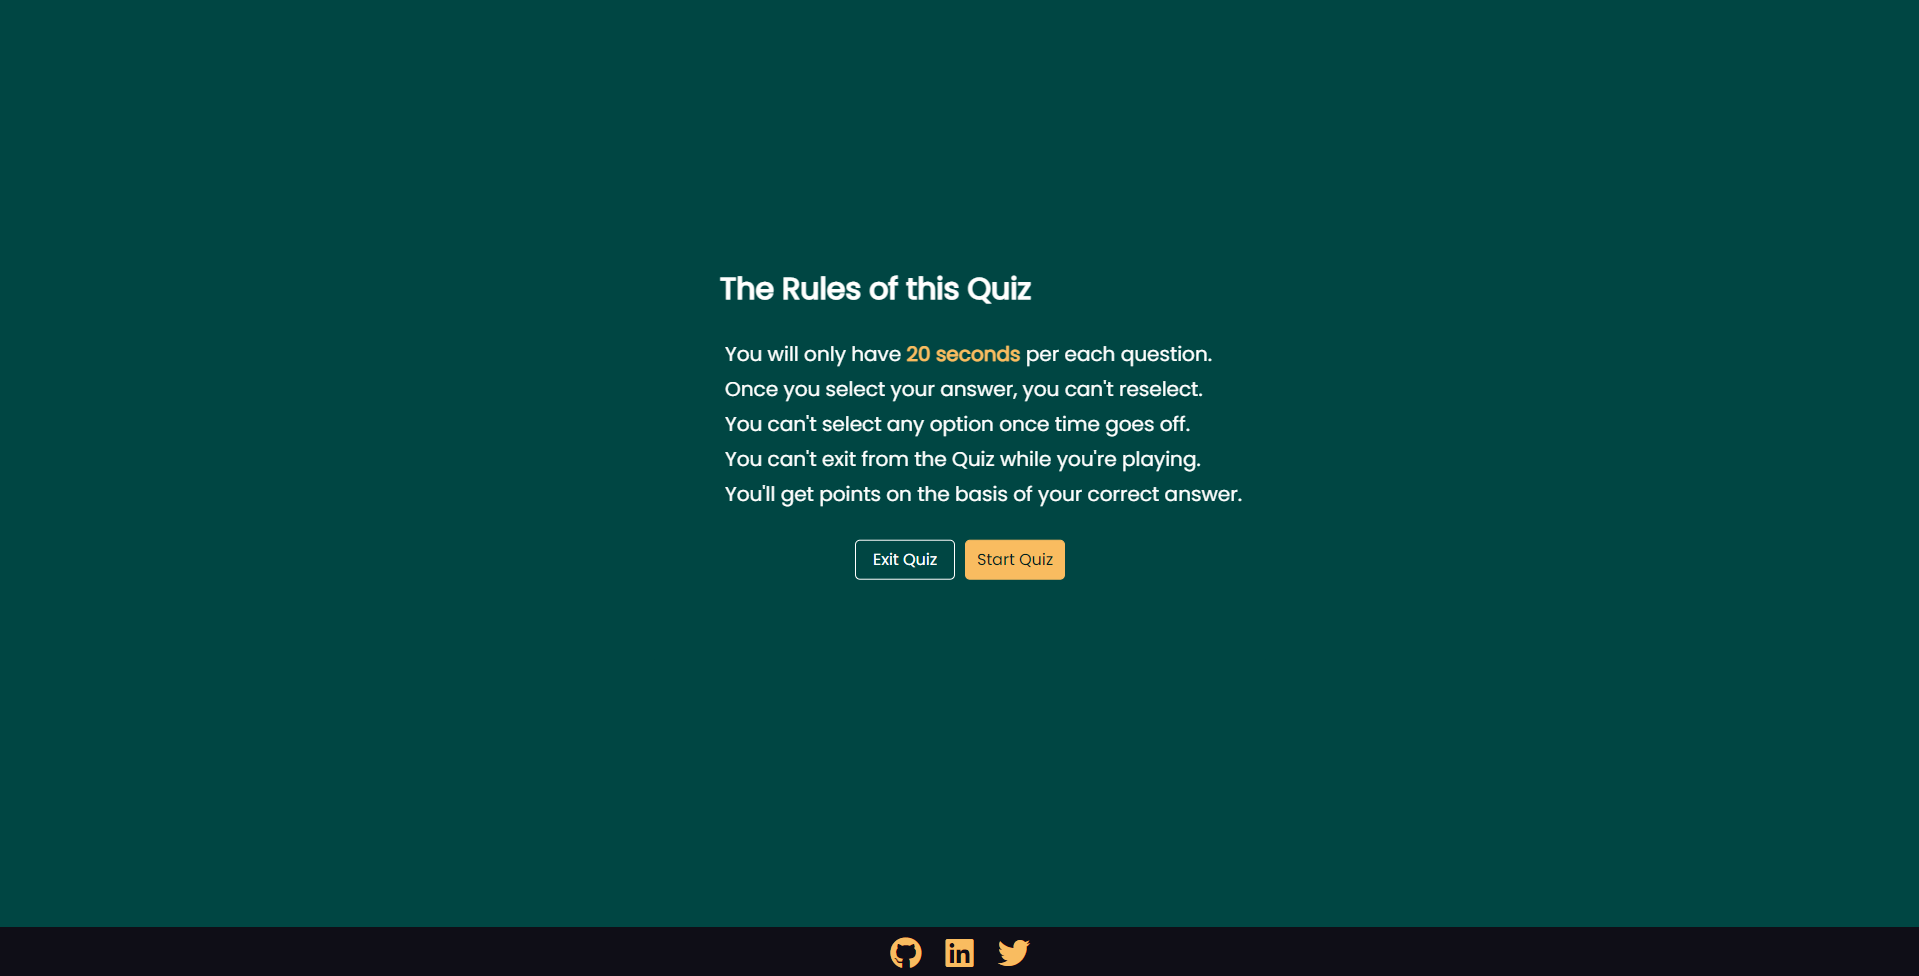 The Rules of this Quiz
You will only have 20 seconds per each question.
Once you select your answer, you can't reselect.
You can't select any option once time goes off.
You can't exit from the Quiz while you're playing.
You'll get points on the basis of your correct answer.
Exit Quiz
Start Quiz